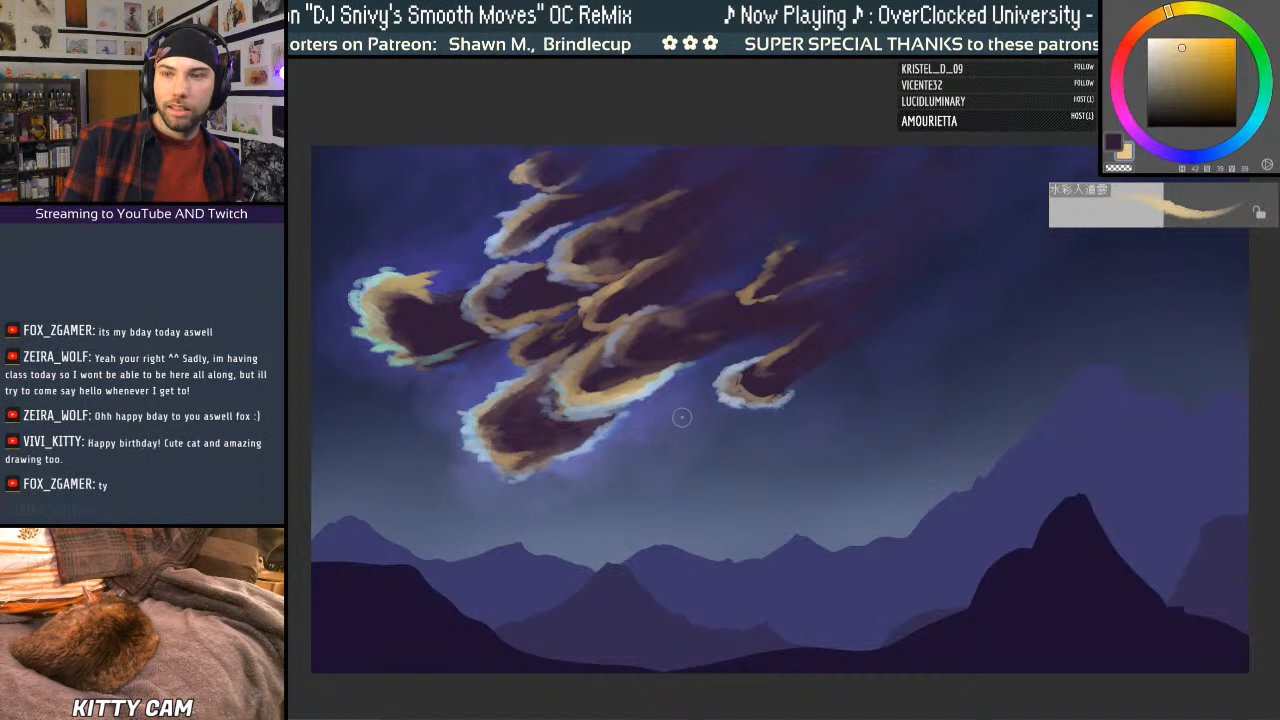 on "DJ Snivy's Smooth Moves" OC ReMix
♪ Now Playing ♪ : OverClocked University -
orters on Patreon: Shawn M., Brindlecup
✿ ✿ ✿
SUPER SPECIAL THANKS to these patrons
KRISTEL_D_09 FOLLOW
VICENTE32 FOLLOW
LUCIDLUMINARY HOST(1)
AMOURIETTA HOST(1)
水彩人道雲
Streaming to YouTube AND Twitch
FOX_ZGAMER: its my bday today aswell
ZEIRA_WOLF: Yeah your right ^^ Sadly, im having
class today so I wont be able to be here all along, but ill
try to come say hello whenever I get to!
ZEIRA_WOLF: Ohh happy bday to you aswell fox :)
VIVI_KITTY: Happy birthday! Cute cat and amazing
drawing too.
FOX_ZGAMER: ty
KITTY CAM